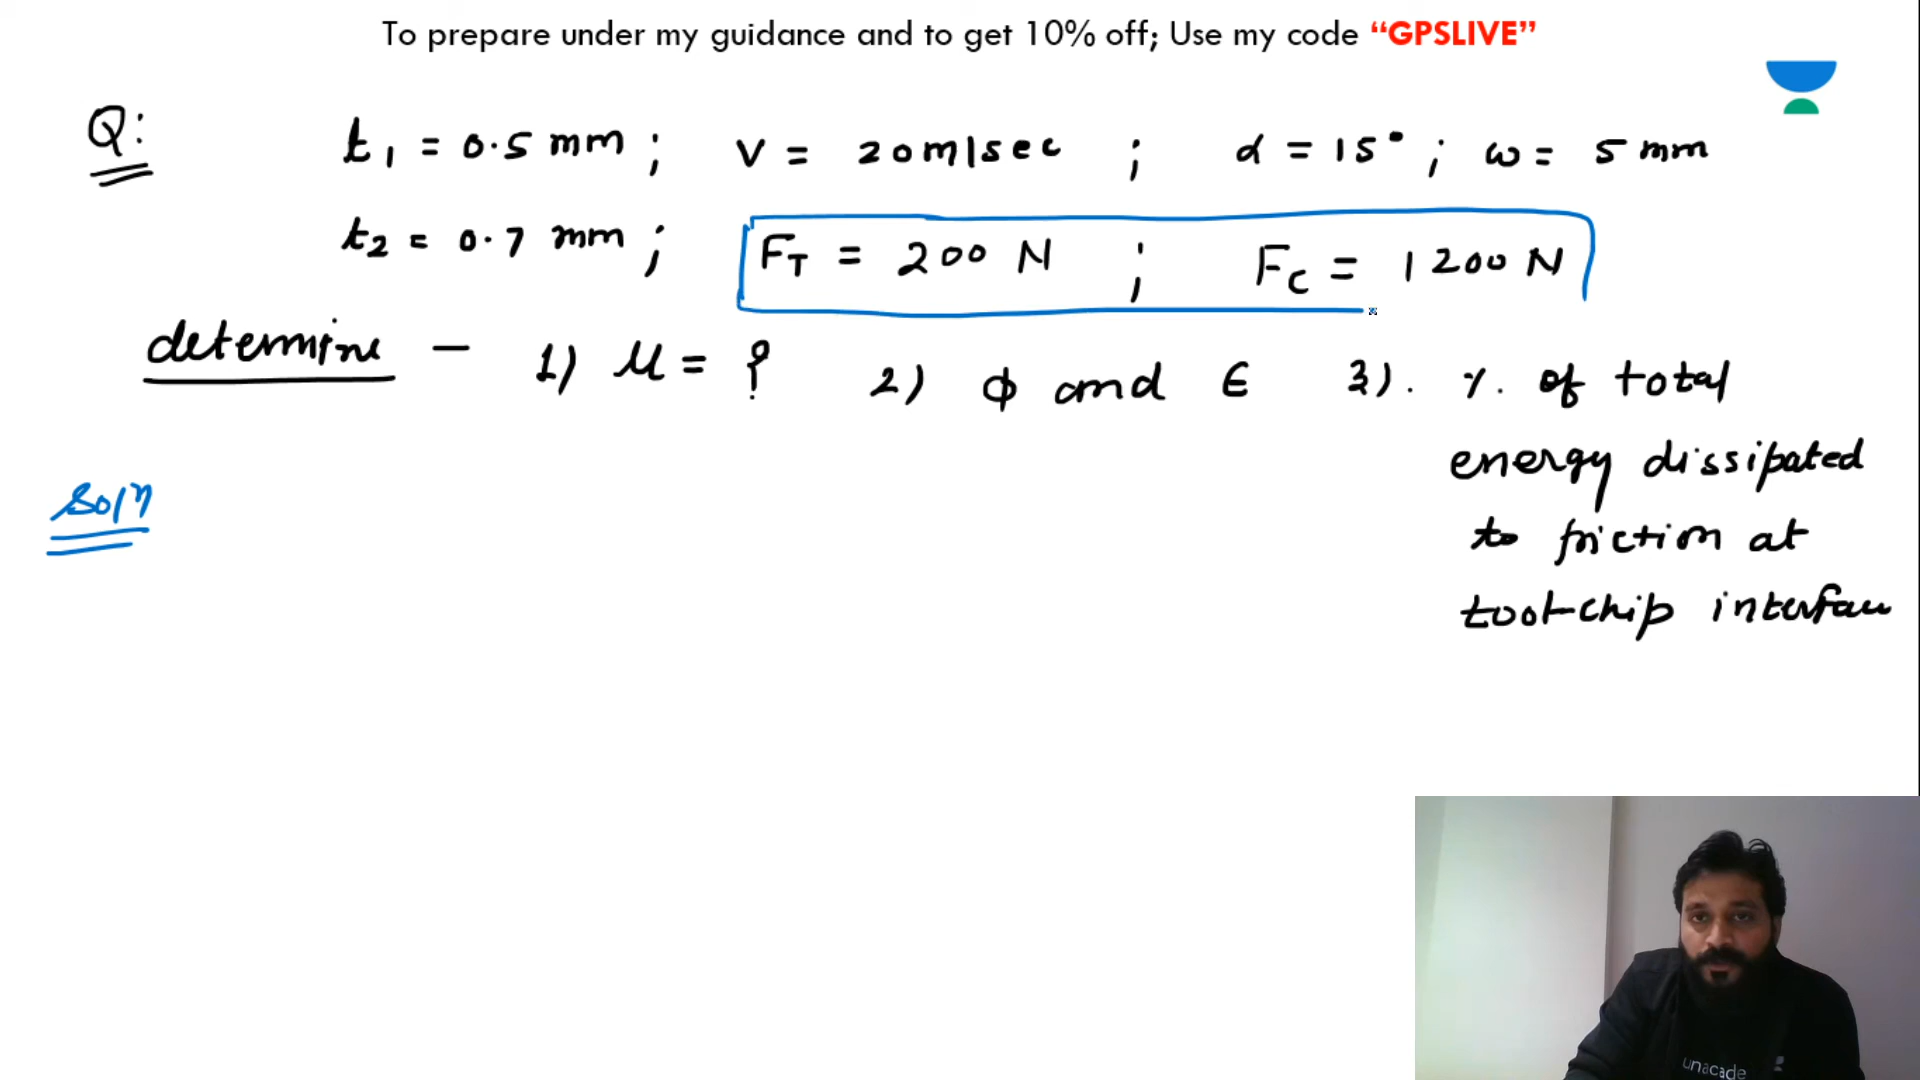 To prepare under my guidance and to get 10% off; Use my code “GPSLIVE”
Q: t₁ = 0.5 mm ; V = 20 m/sec ; α = 15° ; ω = 5 mm
t₂ = 0.7 mm ; F_T = 200 N ; F_C = 1200 N
determine - 1) μ = ? 2) ϕ and ϵ 3). %. of total
energy dissipated
to friction at
tool-chip interface
Soln
unacade